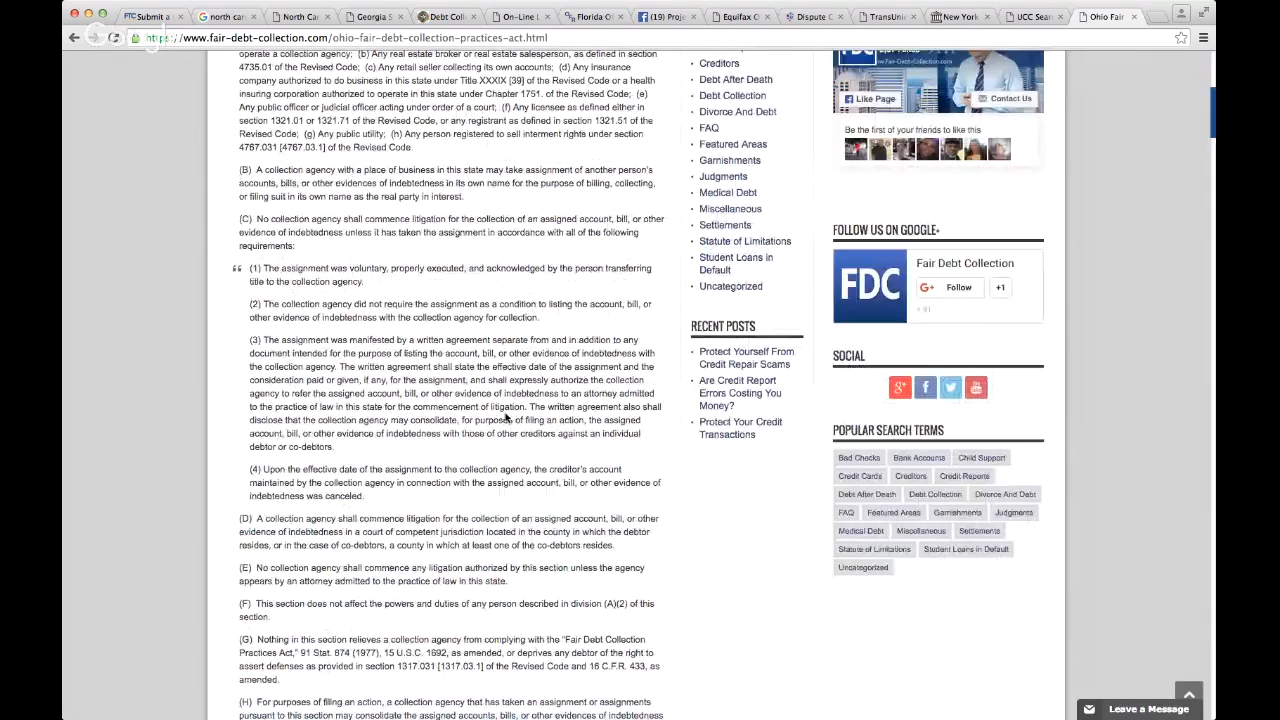 FTC Submit a
north car
North Car
Georgia S
Debt Coll
On-Line L
Florida O
(19) Proje
Equifax C
Dispute C
TransUnio
New York
UCC Sear
Ohio Fair
https://www.fair-debt-collection.com/ohio-fair-debt-collection-practices-act.html
operate a collection agency; (b) Any real estate broker or real estate salesperson, as defined in section
4735.01 of the Revised Code; (c) Any retail seller collecting its own accounts; (d) Any insurance
company authorized to do business in this state under Title XXXIX [39] of the Revised Code or a health
insuring corporation authorized to operate in this state under Chapter 1751. of the Revised Code; (e)
Any public officer or judicial officer acting under order of a court; (f) Any licensee as defined either in
section 1321.01 or 1321.71 of the Revised Code, or any registrant as defined in section 1321.51 of the
Revised Code; (g) Any public utility; (h) Any person registered to sell interment rights under section
4767.031 [4767.03.1] of the Revised Code.
(B) A collection agency with a place of business in this state may take assignment of another person's
accounts, bills, or other evidences of indebtedness in its own name for the purpose of billing, collecting,
or filing suit in its own name as the real party in interest.
(C) No collection agency shall commence litigation for the collection of an assigned account, bill, or other
evidence of indebtedness unless it has taken the assignment in accordance with all of the following
requirements:
“ (1) The assignment was voluntary, properly executed, and acknowledged by the person transferring
title to the collection agency.
(2) The collection agency did not require the assignment as a condition to listing the account, bill, or
other evidence of indebtedness with the collection agency for collection.
(3) The assignment was manifested by a written agreement separate from and in addition to any
document intended for the purpose of listing the account, bill, or other evidence of indebtedness with
the collection agency. The written agreement shall state the effective date of the assignment and the
consideration paid or given, if any, for the assignment, and shall expressly authorize the collection
agency to refer the assigned account, bill, or other evidence of indebtedness to an attorney admitted
to the practice of law in this state for the commencement of litigation. The written agreement also shall
disclose that the collection agency may consolidate, for purposes of filing an action, the assigned
account, bill, or other evidence of indebtedness with those of other creditors against an individual
debtor or co-debtors.
(4) Upon the effective date of the assignment to the collection agency, the creditor's account
maintained by the collection agency in connection with the assigned account, bill, or other evidence of
indebtedness was canceled.
(D) A collection agency shall commence litigation for the collection of an assigned account, bill, or other
evidence of indebtedness in a court of competent jurisdiction located in the county in which the debtor
resides, or in the case of co-debtors, a county in which at least one of the co-debtors resides.
(E) No collection agency shall commence any litigation authorized by this section unless the agency
appears by an attorney admitted to the practice of law in this state.
(F) This section does not affect the powers and duties of any person described in division (A)(2) of this
section.
(G) Nothing in this section relieves a collection agency from complying with the “Fair Debt Collection
Practices Act,” 91 Stat. 874 (1977), 15 U.S.C. 1692, as amended, or deprives any debtor of the right to
assert defenses as provided in section 1317.031 [1317.03.1] of the Revised Code and 16 C.F.R. 433, as
amended.
(H) For purposes of filing an action, a collection agency that has taken an assignment or assignments
pursuant to this section may consolidate the assigned accounts, bills, or other evidences of indebtedness
Creditors
Debt After Death
Debt Collection
Divorce And Debt
FAQ
Featured Areas
Garnishments
Judgments
Medical Debt
Miscellaneous
Settlements
Statute of Limitations
Student Loans in
Default
Uncategorized
RECENT POSTS
Protect Yourself From
Credit Repair Scams
Are Credit Report
Errors Costing You
Money?
Protect Your Credit
Transactions
FDC
www.Fair-Debt-Collection.com
Like Page
Contact Us
Be the first of your friends to like this
FOLLOW US ON GOOGLE+
FDC
Fair Debt Collection
G+ Follow
+1
+ 91
SOCIAL
POPULAR SEARCH TERMS
Bad Checks Bank Accounts Child Support
Credit Cards Creditors Credit Reports
Debt After Death Debt Collection Divorce And Debt
FAQ Featured Areas Garnishments Judgments
Medical Debt Miscellaneous Settlements
Statute of Limitations Student Loans in Default
Uncategorized
Leave a Message